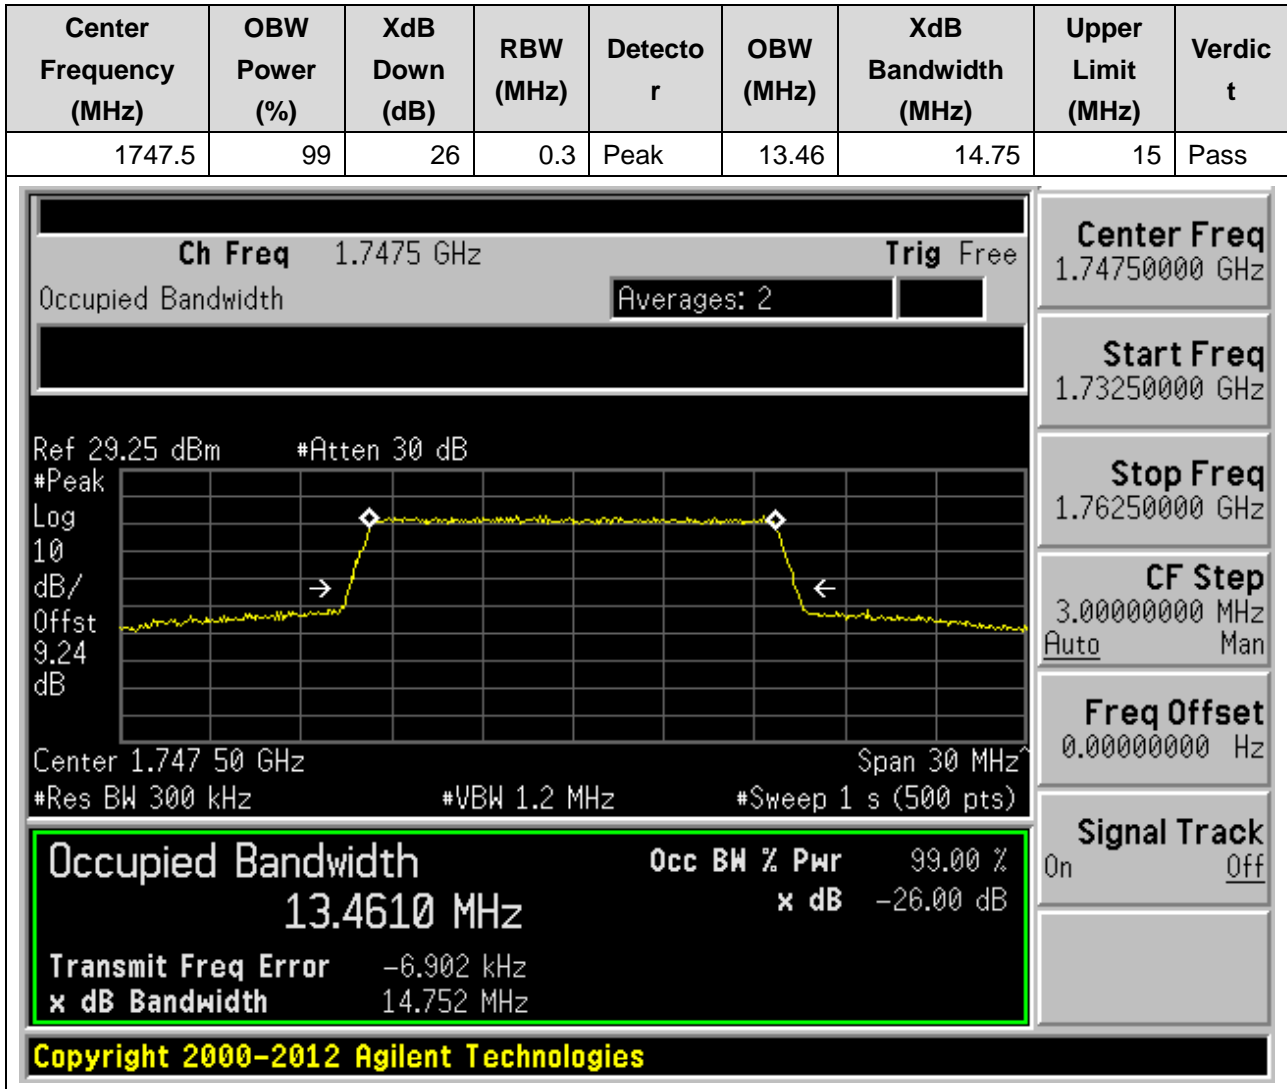 Center Frequency (MHz) OBW Power (%) XdB Down (dB) RBW (MHz) Detecto r OBW (MHz) XdB Bandwidth (MHz) Upper Limit (MHz) Verdic t
1747.5 99 26 0.3 Peak 13.46 14.75 15 Pass
Ch Freq 1.7475 GHz Trig Free
Occupied Bandwidth Averages: 2
Ref 29.25 dBm #Atten 30 dB
#Peak
Log
10
dB/
Offst
9.24
dB
Center 1.747 50 GHz Span 30 MHz^
#Res BW 300 kHz #VBW 1.2 MHz #Sweep 1 s (500 pts)
Occupied Bandwidth Occ BW % Pwr 99.00 %
13.4610 MHz x dB -26.00 dB
Transmit Freq Error -6.902 kHz
x dB Bandwidth 14.752 MHz
Copyright 2000-2012 Agilent Technologies
Center Freq
1.74750000 GHz
Start Freq
1.73250000 GHz
Stop Freq
1.76250000 GHz
CF Step
3.00000000 MHz
Auto Man
Freq Offset
0.00000000 Hz
Signal Track
On Off